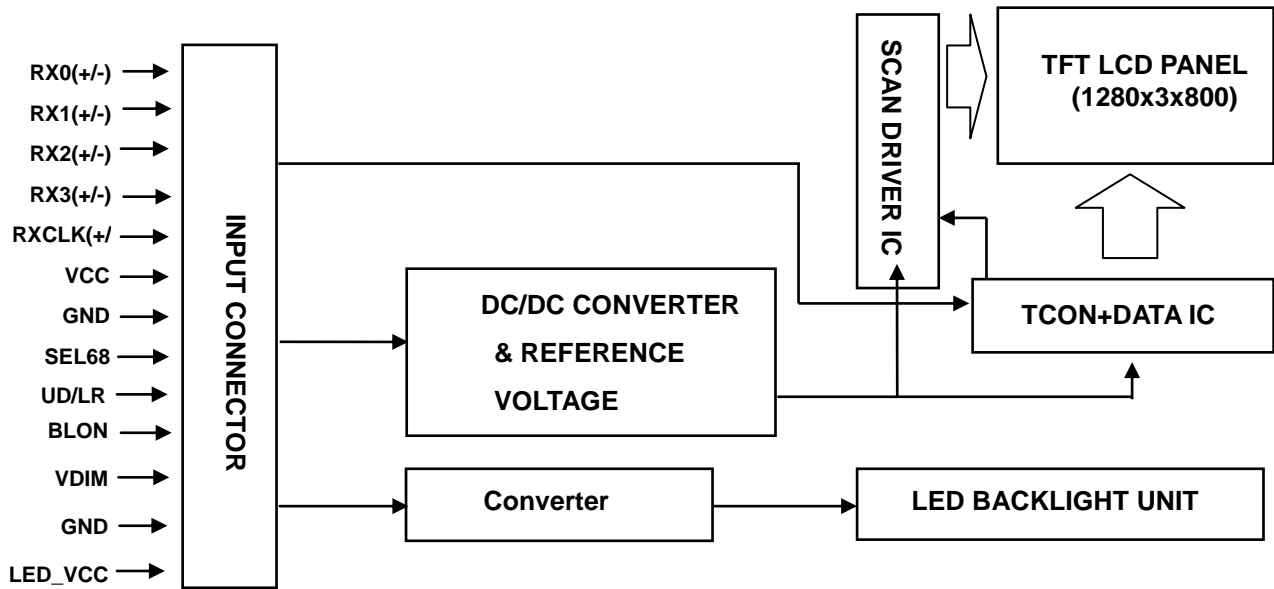 RX0(+/-)
RX1(+/-)
RX2(+/-)
RX3(+/-)
RXCLK(+/
VCC
GND
SEL68
UD/LR
BLON
VDIM
GND
LED_VCC
INPUT CONNECTOR
DC/DC CONVERTER
& REFERENCE
VOLTAGE
Converter
SCAN DRIVER IC
TFT LCD PANEL
(1280x3x800)
TCON+DATA IC
LED BACKLIGHT UNIT